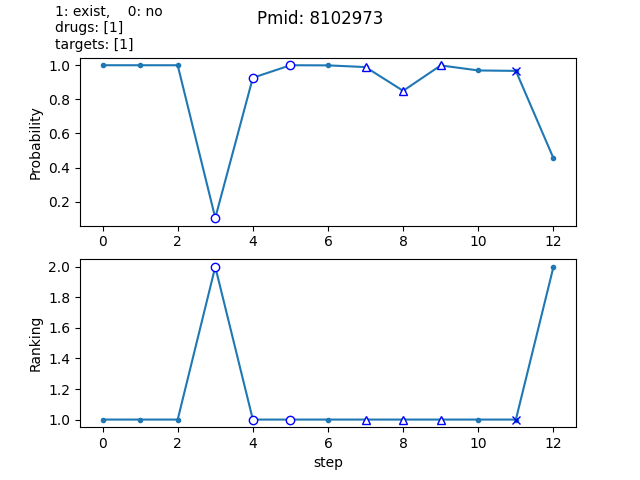 1: exist,    0: no
drugs: [1]
targets: [1]
Pmid: 8102973
Probability
1.0
0.8
0.6
0.4
0.2
0 2 4 6 8 10 12
Ranking
2.0
1.8
1.6
1.4
1.2
1.0
0 2 4 6 8 10 12
step